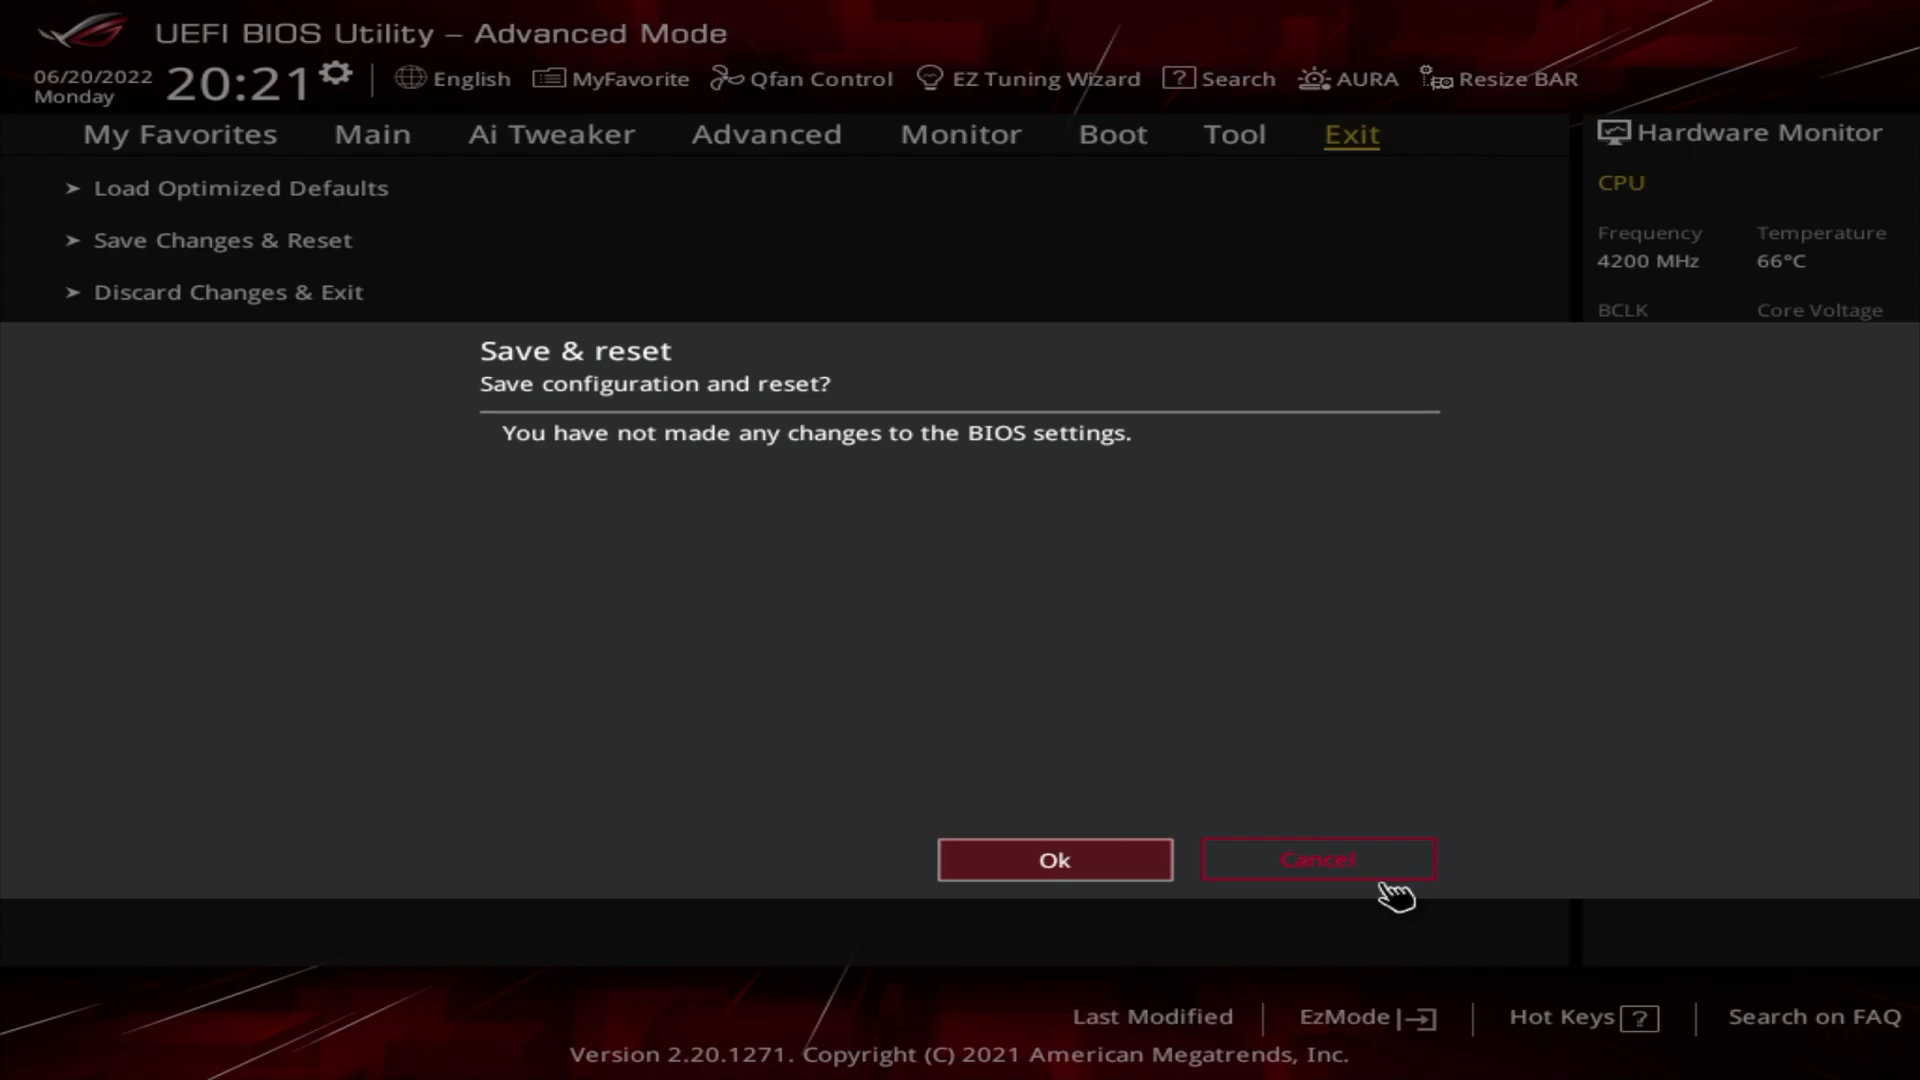 UEFI BIOS Utility – Advanced Mode
06/20/2022
Monday
20:21
English
MyFavorite
Qfan Control
EZ Tuning Wizard
? Search
AURA
Resize BAR
My Favorites
Main
Ai Tweaker
Advanced
Monitor
Boot
Tool
Exit
Hardware Monitor
➤ Load Optimized Defaults
➤ Save Changes & Reset
➤ Discard Changes & Exit
CPU
Frequency
Temperature
4200 MHz
66°C
BCLK
Core Voltage
Save & reset
Save configuration and reset?
You have not made any changes to the BIOS settings.
Ok
Cancel
Last Modified
EzMode
Hot Keys ?
Search on FAQ
Version 2.20.1271. Copyright (C) 2021 American Megatrends, Inc.